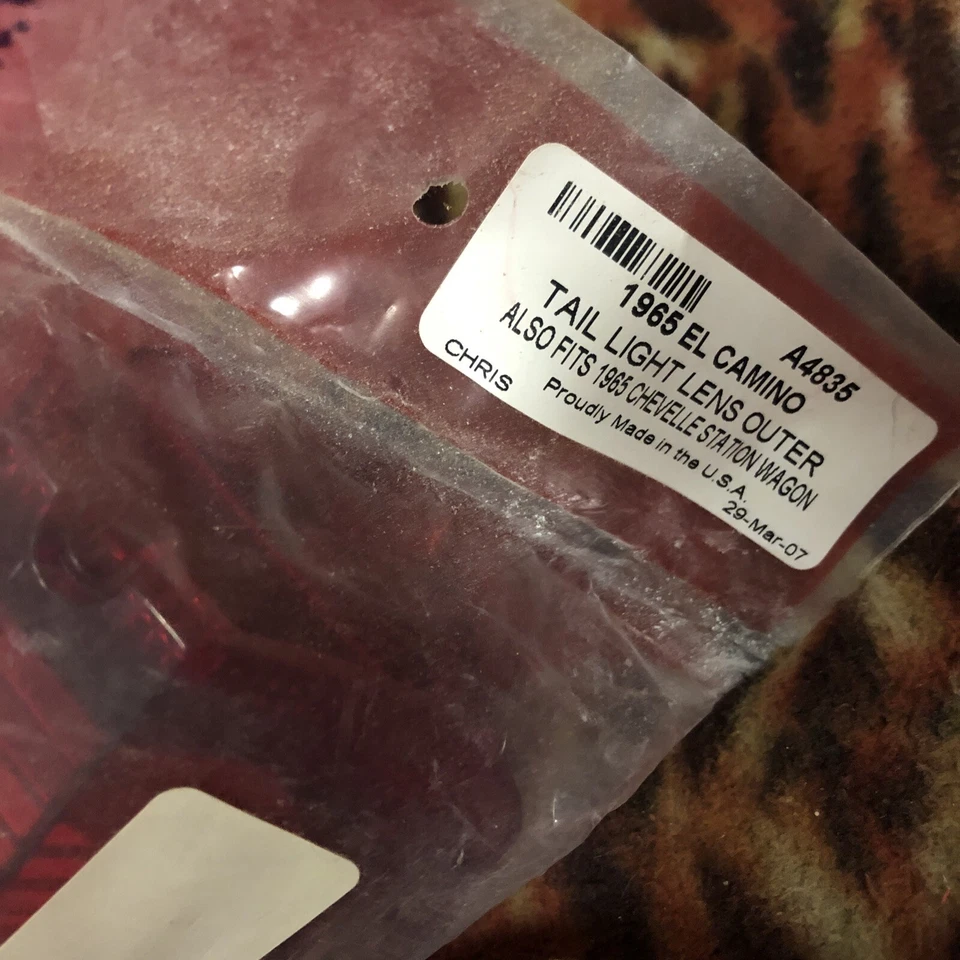 A4835
1965 EL CAMINO
TAIL LIGHT LENS OUTER
ALSO FITS 1965 CHEVELLE STATION WAGON
Proudly Made in the U.S.A.
CHRIS 29-Mar-07